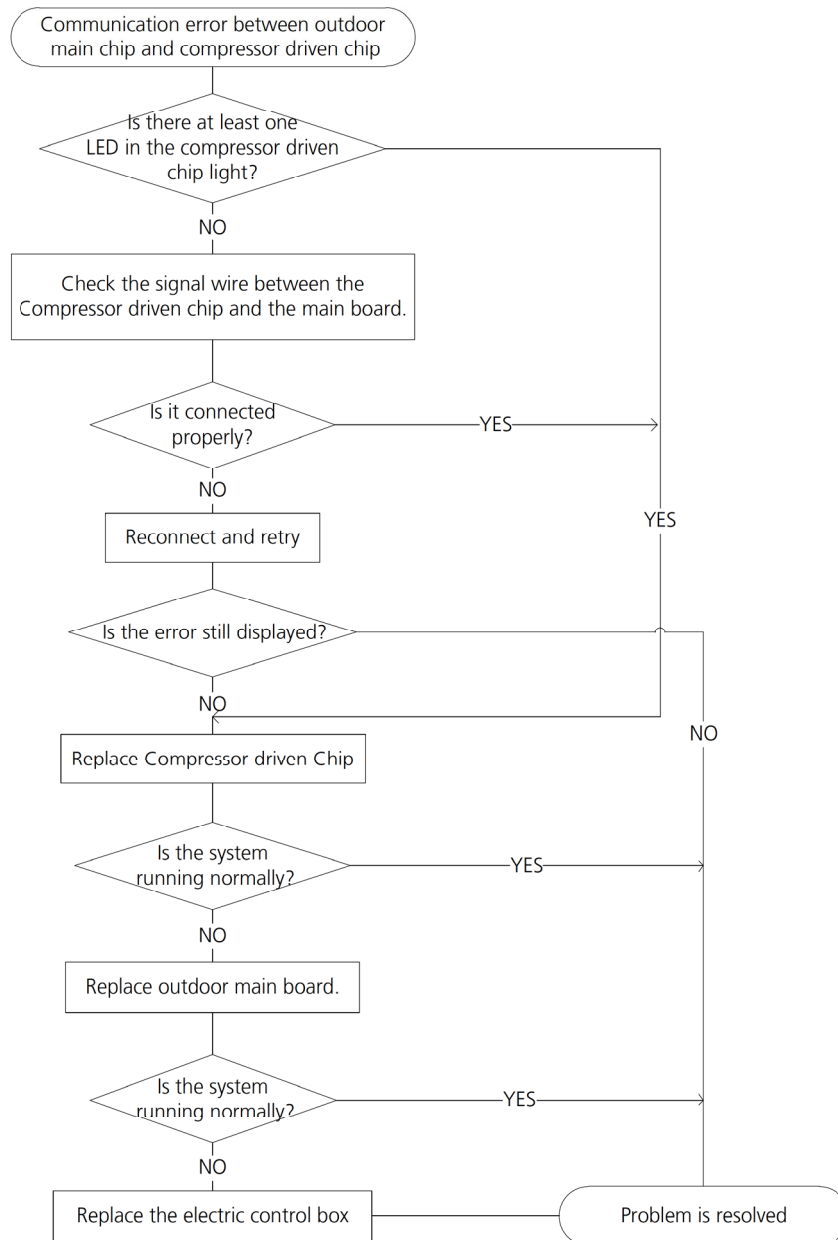 Communication error between outdoor
main chip and compressor driven chip
Is there at least one
LED in the compressor driven
chip light?
NO
Check the signal wire between the
Compressor driven chip and the main board.
Is it connected
properly?
YES
NO
YES
Reconnect and retry
Is the error still displayed?
NO
NO
Replace Compressor driven Chip
Is the system
running normally?
YES
NO
Replace outdoor main board.
Is the system
running normally?
YES
NO
Replace the electric control box
Problem is resolved